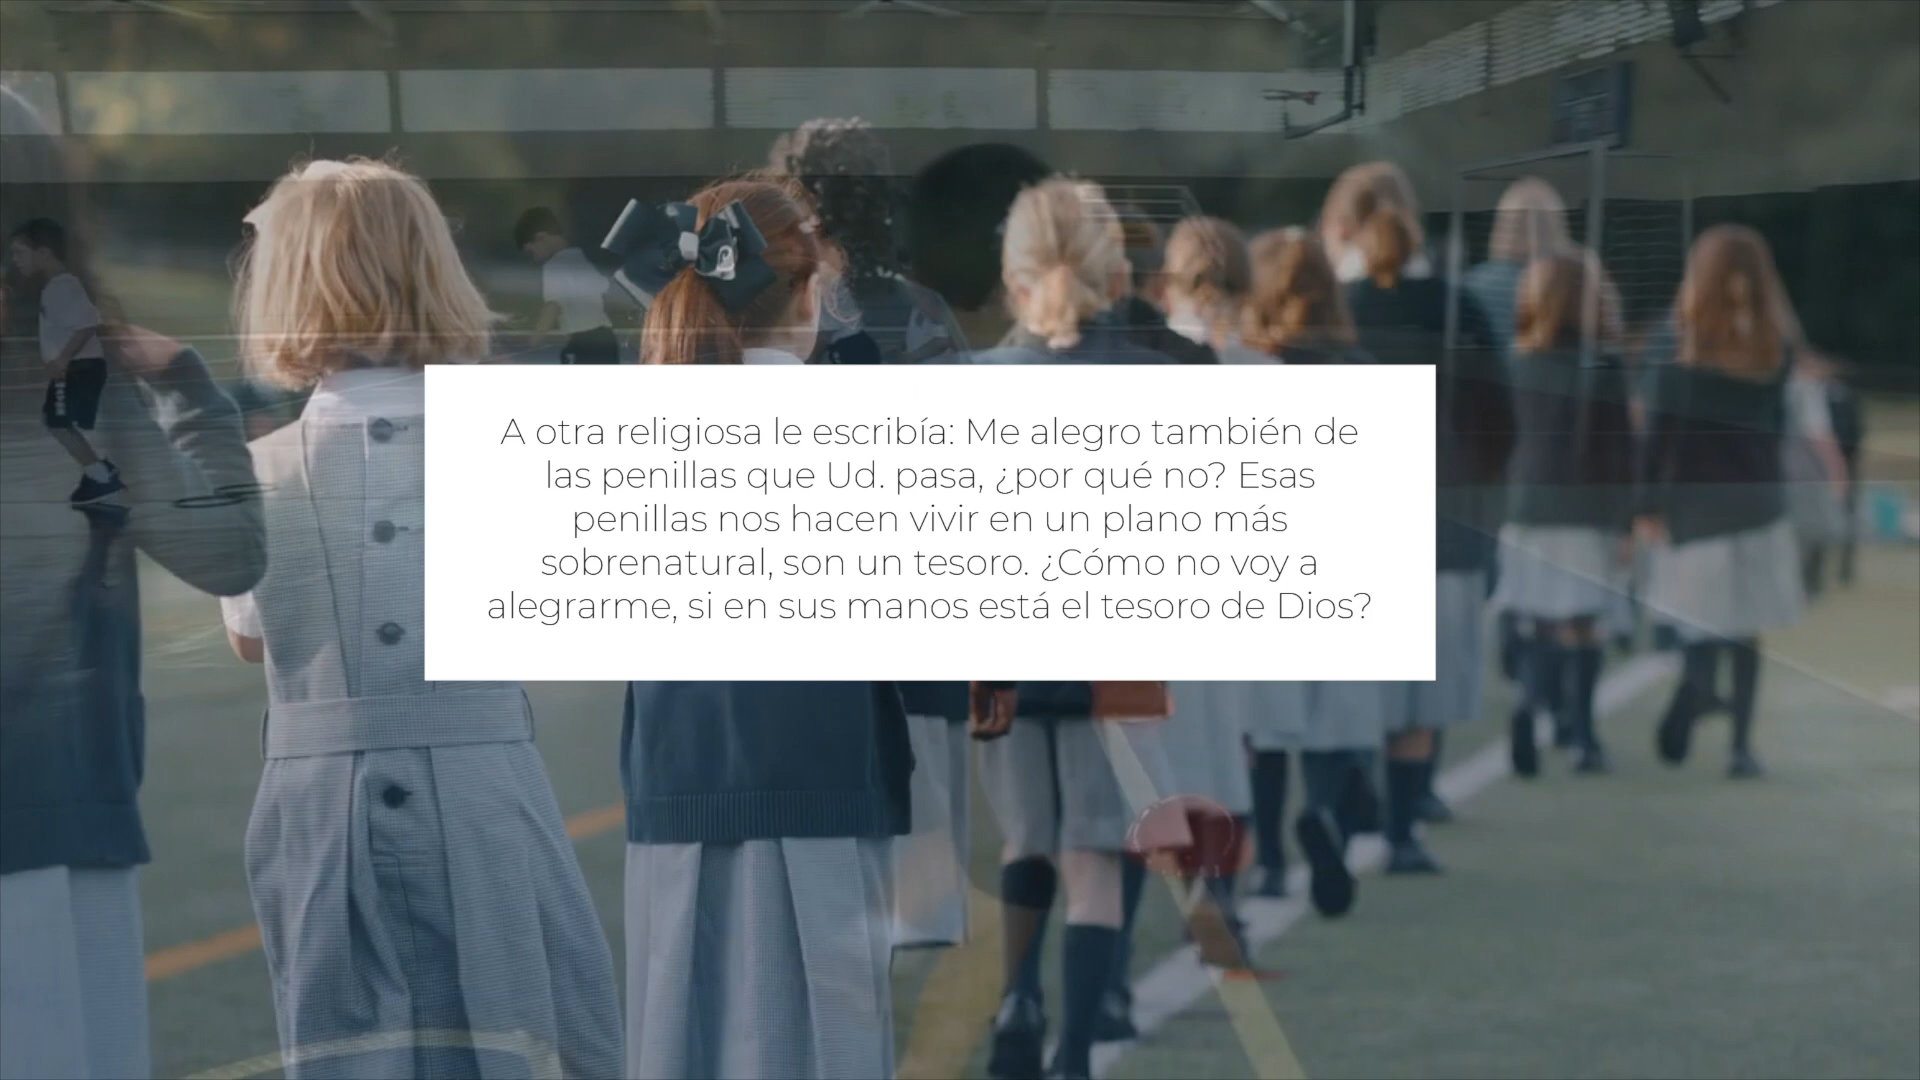 A otra religiosa le escribía: Me alegro también de
las penillas que Ud. pasa, ¿por qué no? Esas
penillas nos hacen vivir en un plano más
sobrenatural, son un tesoro. ¿Cómo no voy a
alegrarme, si en sus manos está el tesoro de Dios?